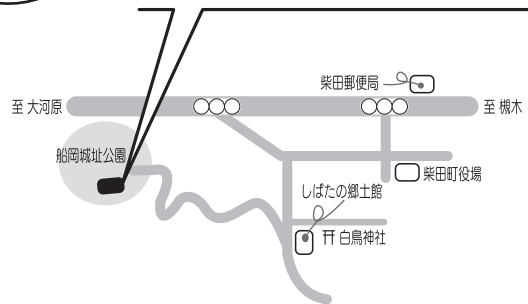 柴田郵便局
至 大河原
至 槻木
船岡城址公園
柴田町役場
しばたの郷土館
白鳥神社